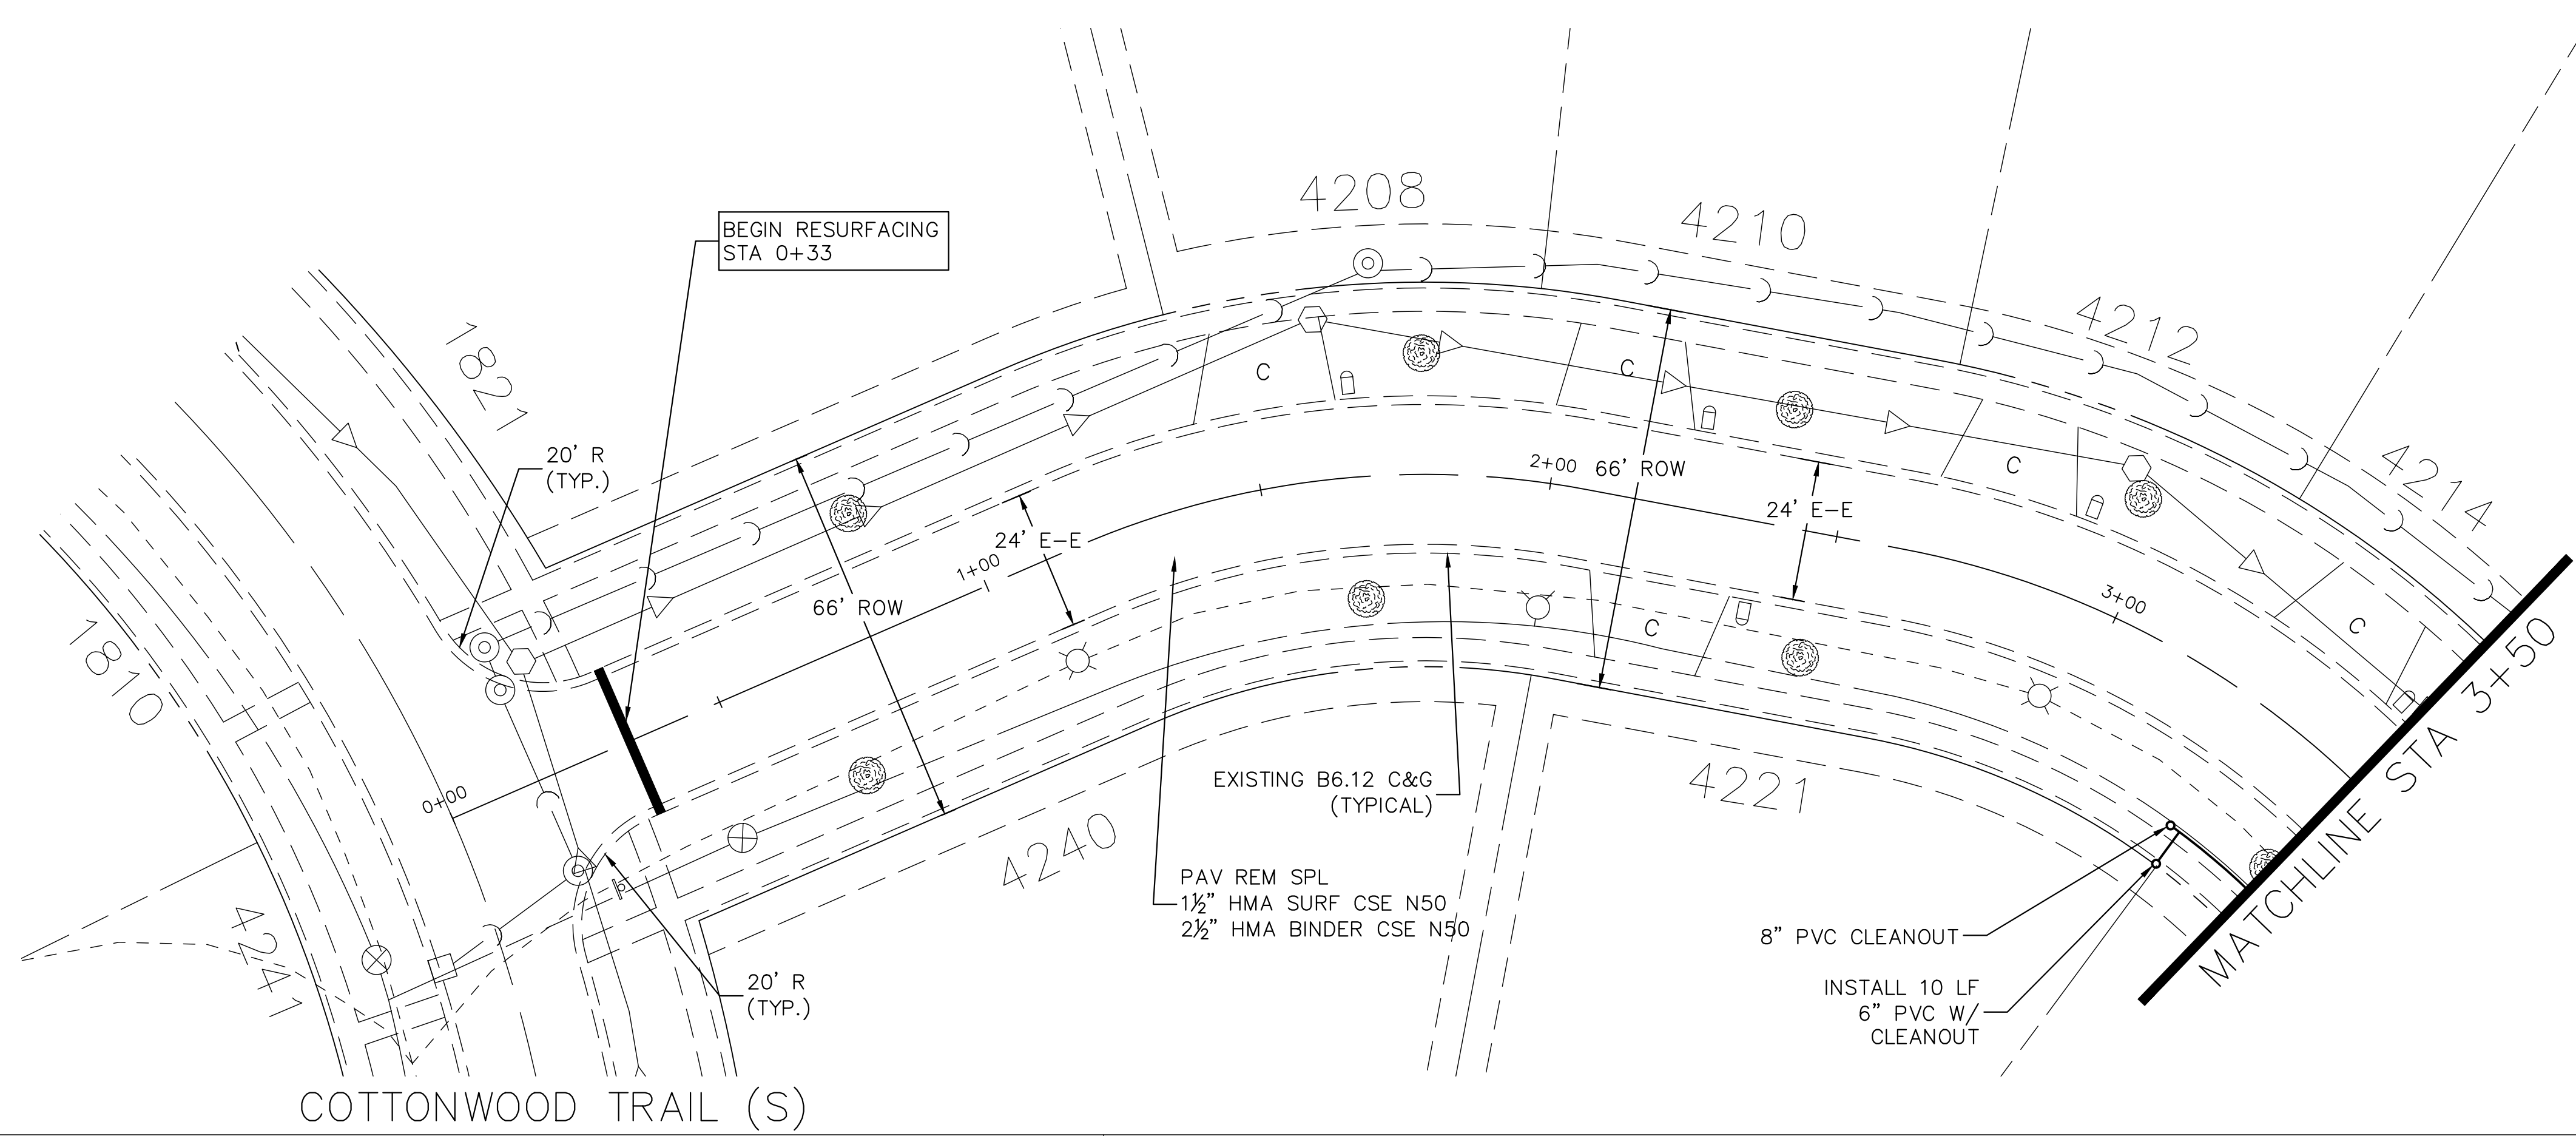 4208
4210
4212
4214
BEGIN RESURFACING
STA 0+33
1821
20' R
(TYP.)
C
C
C
C
C
2+00
66' ROW
24' E-E
24' E-E
1+00
66' ROW
3+00
1810
0+00
MATCHLINE STA 3+50
EXISTING B6.12 C&G
(TYPICAL)
4221
4240
PAV REM SPL
1½" HMA SURF CSE N50
2½" HMA BINDER CSE N50
8" PVC CLEANOUT
INSTALL 10 LF
6" PVC W/
CLEANOUT
4241
20' R
(TYP.)
COTTONWOOD TRAIL (S)